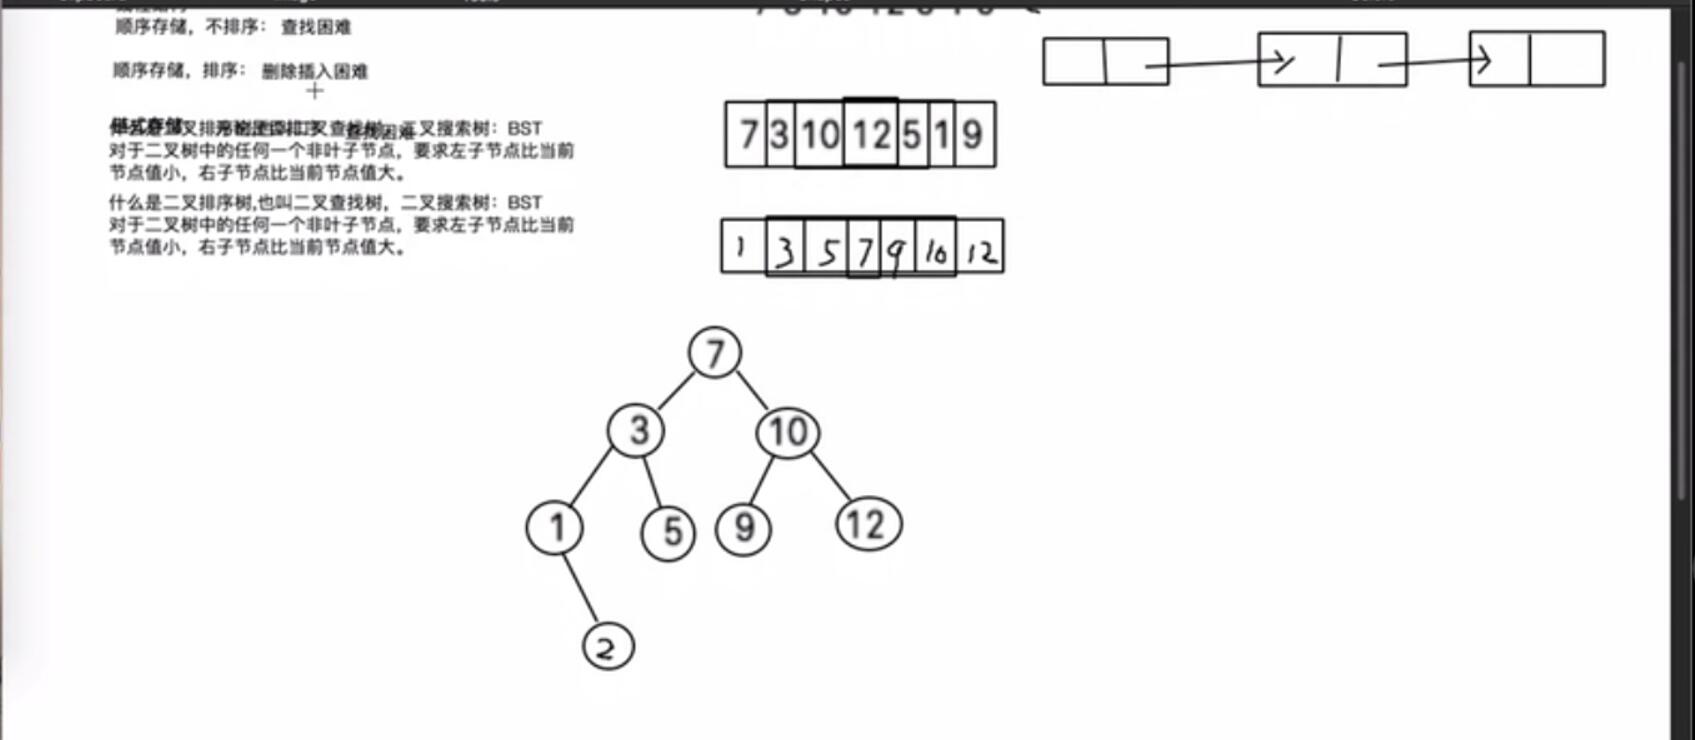 顺序存储，不排序： 查找困难
顺序存储，排序： 删除插入困难
链式存储
二叉搜索树：BST
对于二叉树中的任何一个非叶子节点，要求左子节点比当前
节点值小，右子节点比当前节点值大。
什么是二叉排序树,也叫二叉查找树，二叉搜索树：BST
对于二叉树中的任何一个非叶子节点，要求左子节点比当前
节点值小，右子节点比当前节点值大。
7 3 10 12 5 1 9
1 3 5 7 9 10 12
7
3 10
1 5 9 12
2